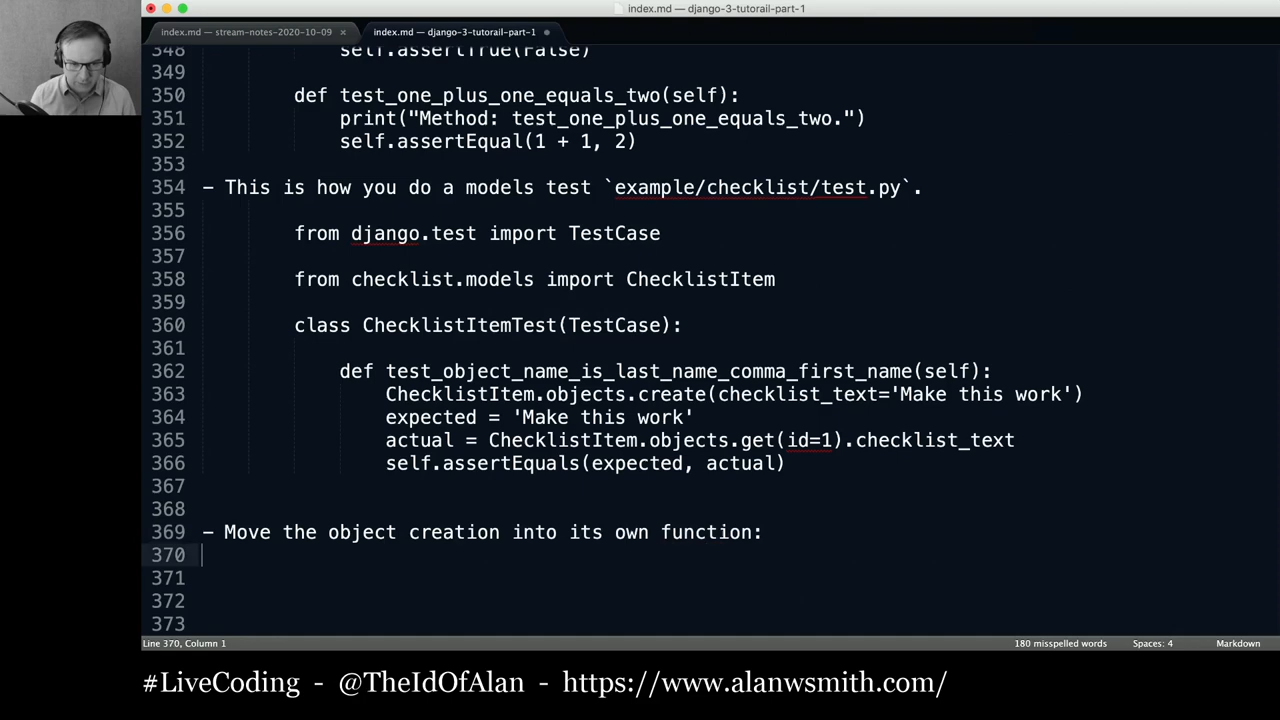 index.md — django-3-tutorail-part-1
index.md — stream-notes-2020-10-09 ×
index.md — django-3-tutorail-part-1
348 self.assertTrue(False)
349
350 def test_one_plus_one_equals_two(self):
351 print("Method: test_one_plus_one_equals_two.")
352 self.assertEqual(1 + 1, 2)
353
354 - This is how you do a models test `example/checklist/test.py`.
355
356 from django.test import TestCase
357
358 from checklist.models import ChecklistItem
359
360 class ChecklistItemTest(TestCase):
361
362 def test_object_name_is_last_name_comma_first_name(self):
363 ChecklistItem.objects.create(checklist_text='Make this work')
364 expected = 'Make this work'
365 actual = ChecklistItem.objects.get(id=1).checklist_text
366 self.assertEquals(expected, actual)
367
368
369 - Move the object creation into its own function:
370
371
372
373
Line 370, Column 1 180 misspelled words Spaces: 4 Markdown
#LiveCoding - @TheIdOfAlan - https://www.alanwsmith.com/